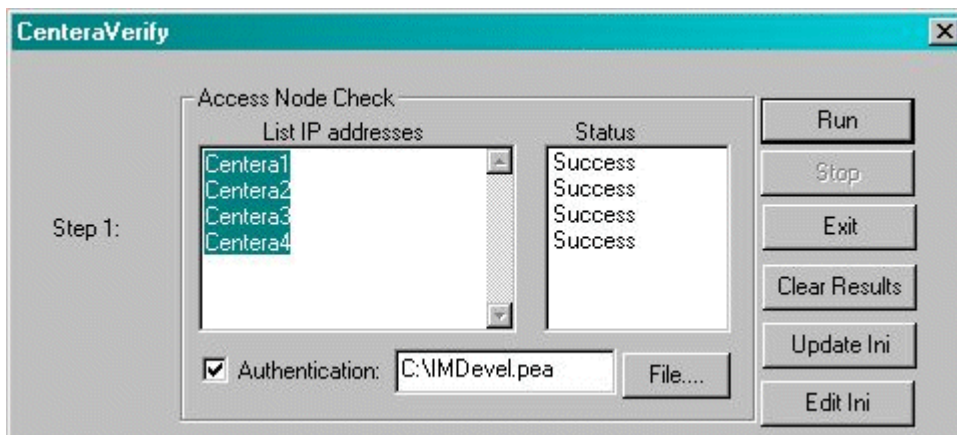 CenteraVerify
Access Node Check
List IP addresses
Status
Run
Centera1
Success
Centera2
Success
Stop
Centera3
Success
Step 1:
Centera4
Success
Exit
Clear Results
Update Ini
Authentication:
C:\IMDevel.pea
File....
Edit Ini